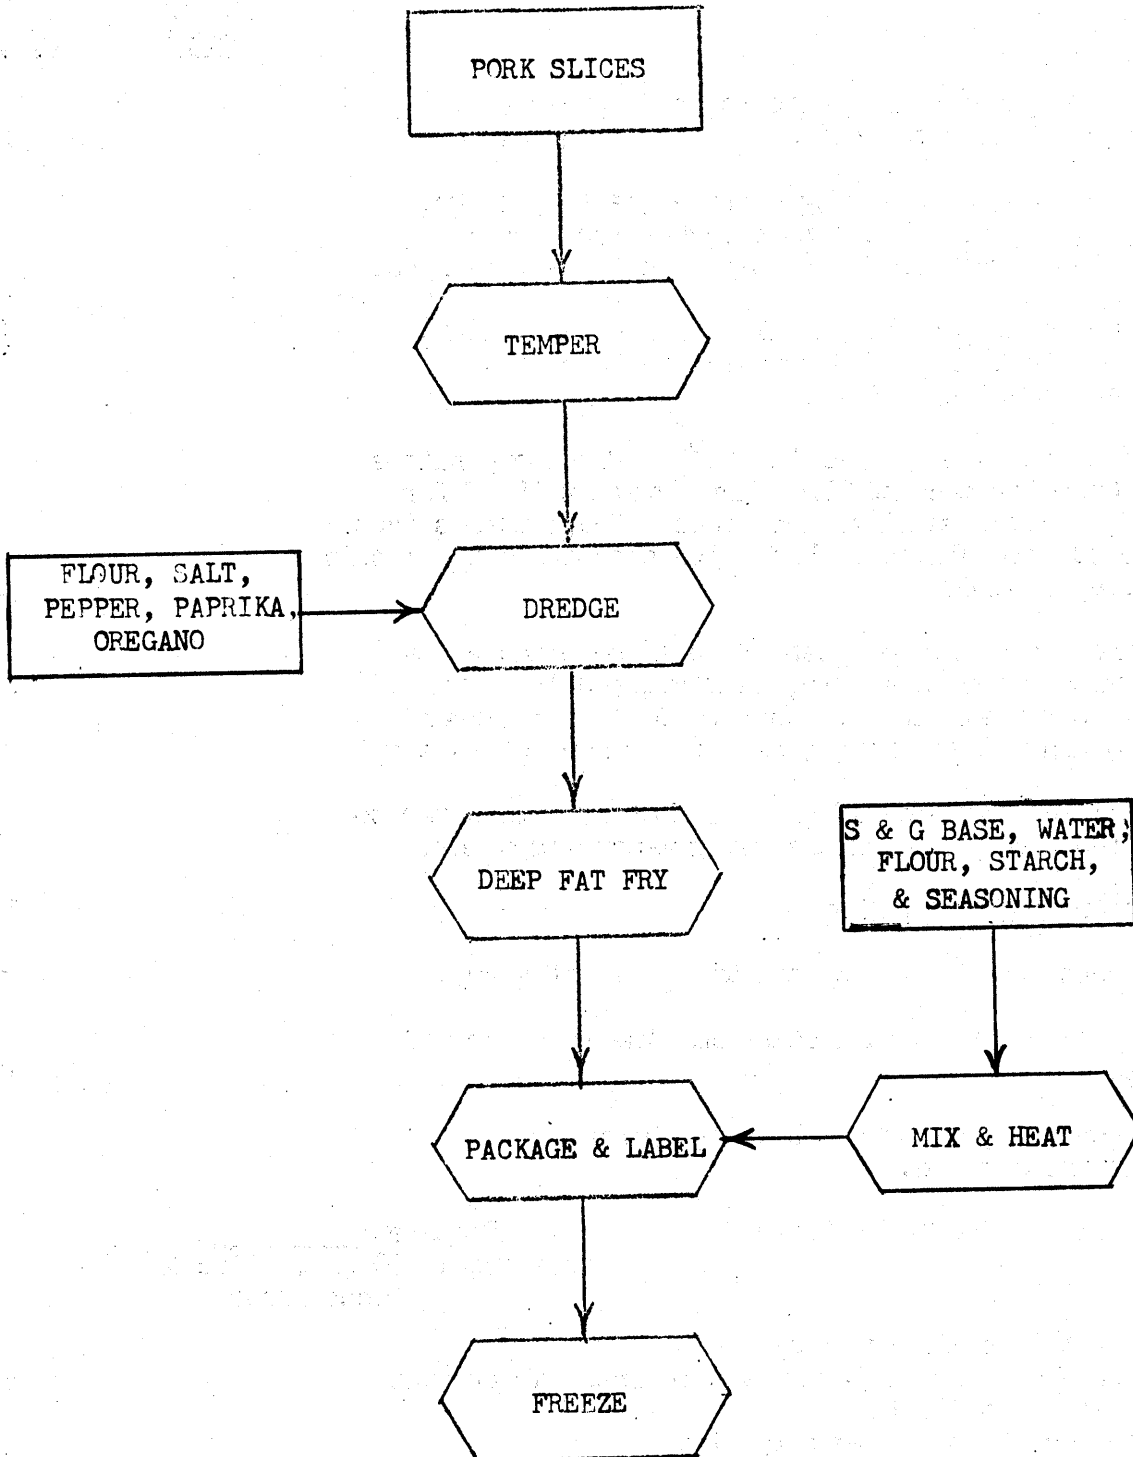 PORK SLICES
TEMPER
FLOUR, SALT,
PEPPER, PAPRIKA,
OREGANO
DREDGE
DEEP FAT FRY
S & G BASE, WATER,
FLOUR, STARCH,
& SEASONING
PACKAGE & LABEL
MIX & HEAT
FREEZE